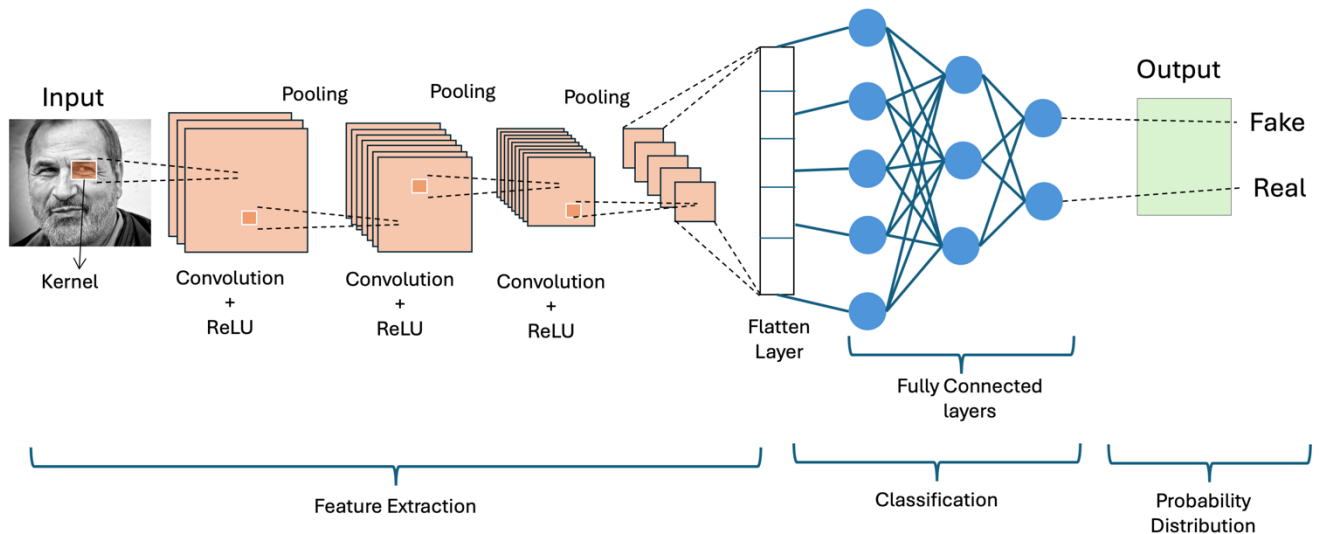 Input
Pooling
Pooling
Pooling
Output
Fake
Real
Kernel
Convolution
+
ReLU
Convolution
+
ReLU
Convolution
+
ReLU
Flatten
Layer
Fully Connected
layers
Feature Extraction
Classification
Probability
Distribution